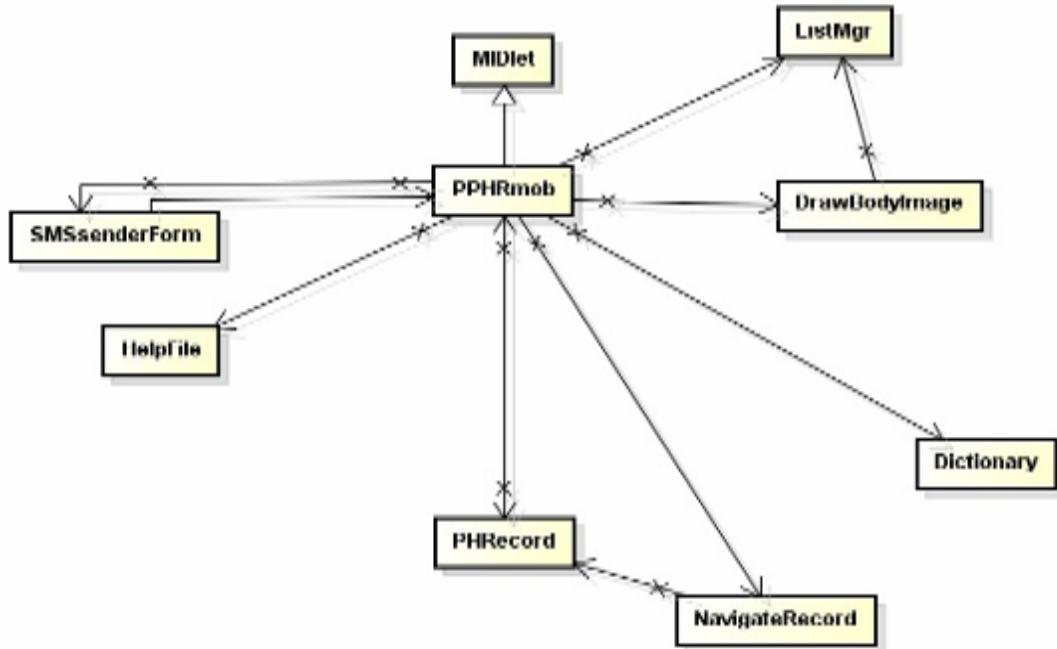 ListMgr
MIDlet
PPHRmob
DrawBodyImage
SMSsenderForm
HelpFile
Dictionary
PHRecord
NavigateRecord